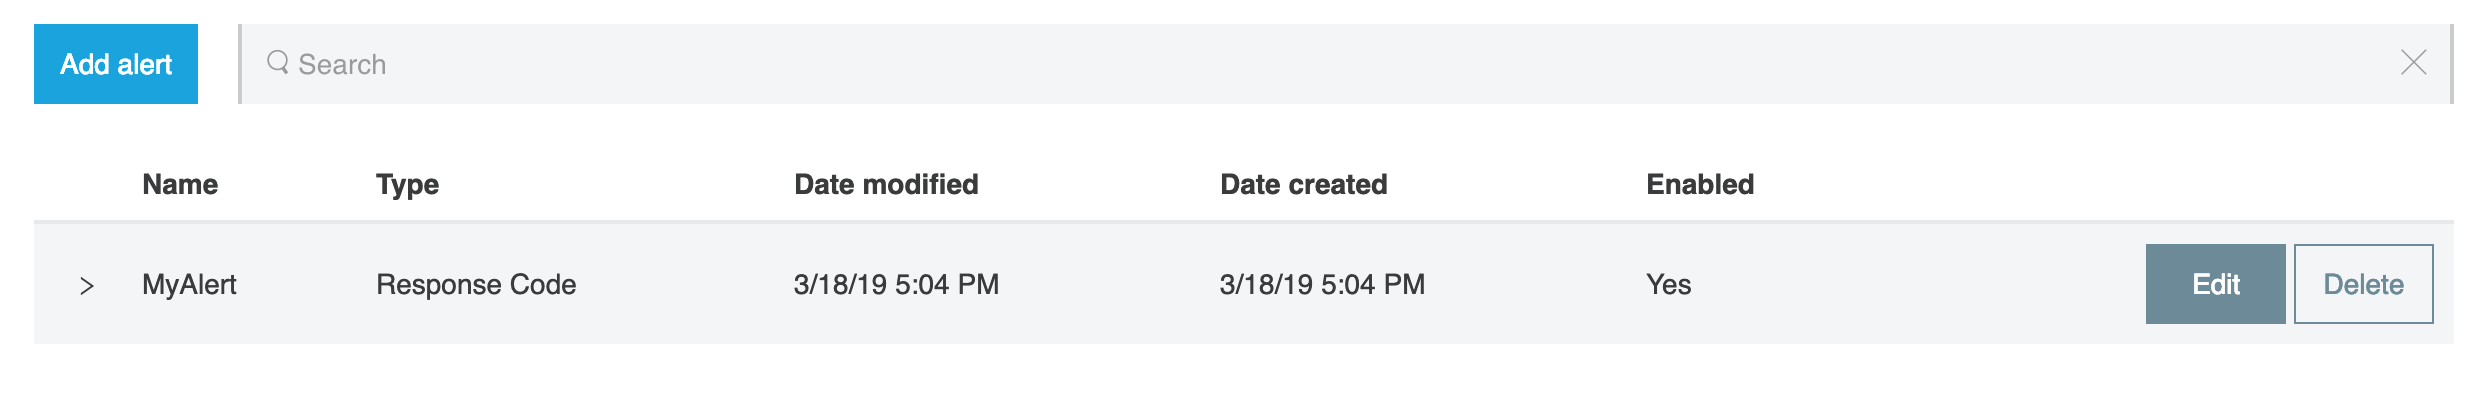 Add alert Search
Name Type Date modified Date created Enabled
MyAlert Response Code 3/18/19 5:04 PM 3/18/19 5:04 PM Yes Edit Delete